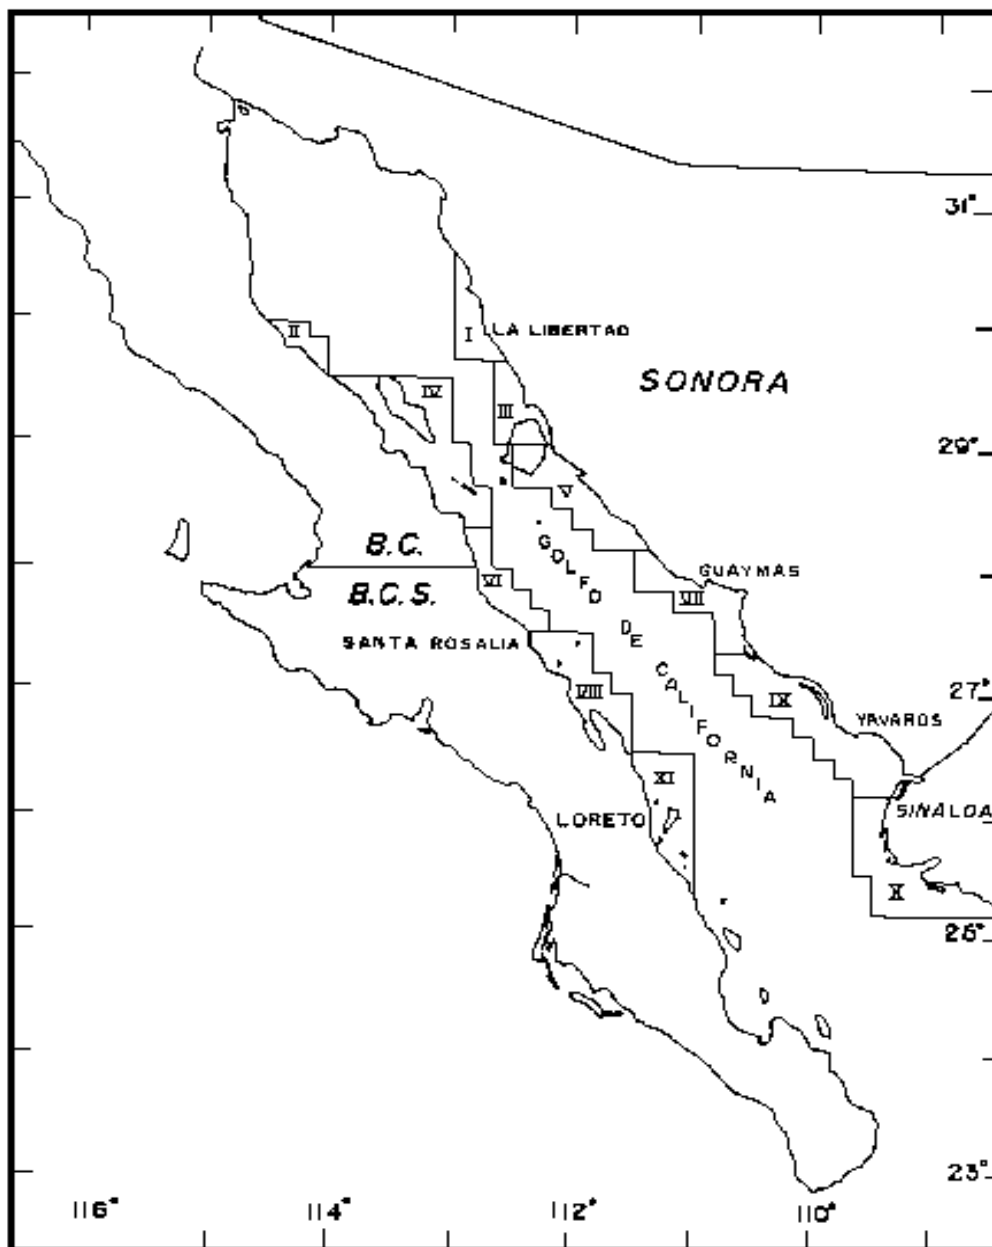 31°
II
I
LA LIBERTAD
SONORA
IV
III
29°
V
B.C.
GOLFO DE CALIFORNIA
GUAYMAS
VI
B.C.S.
VII
SANTA ROSALIA
VIII
IX
27°
YAVAROS
XI
LORETO
SINALOA
X
25°
23°
116°
114°
112°
110°